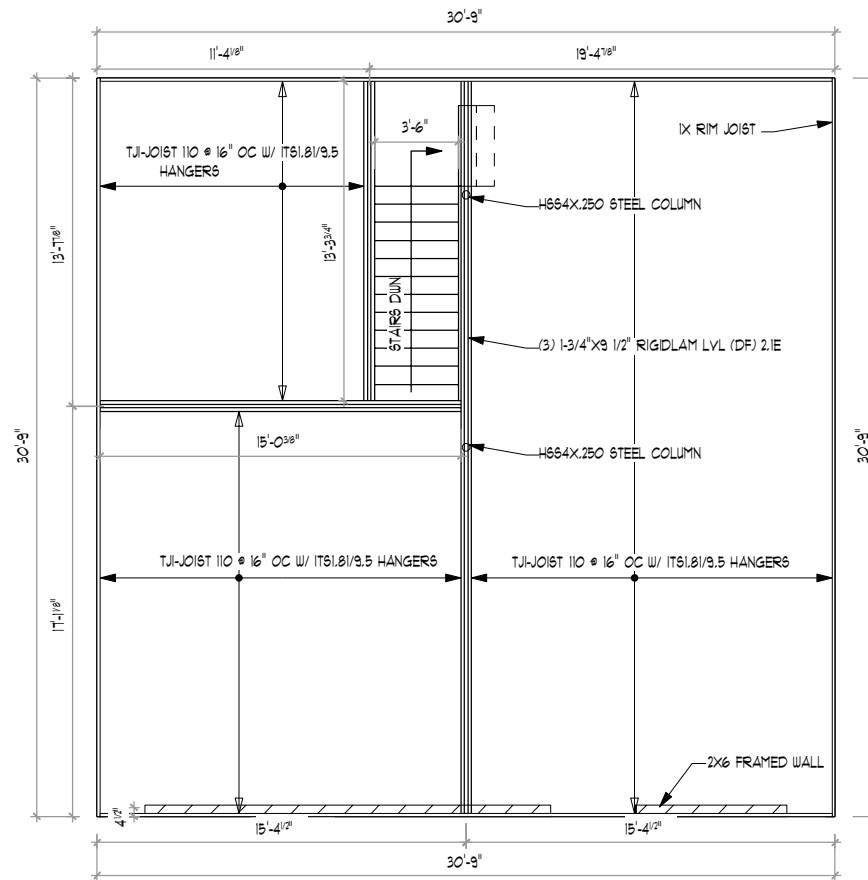 30'-9"
11'-4 1/8"
19'-4 7/8"
3'-6"
1X RIM JOIST
TJI-JOIST 110 @ 16" OC W/ ITS1.81/9.5
HANGERS
HSS4X.250 STEEL COLUMN
13'-7 7/8"
13'-3 3/4"
STAIRS DWN
(3) 1-3/4"X9 1/2" RIGIDLAM LVL (DF) 2.1E
15'-0 3/8"
30'-9"
30'-9"
HSS4X.250 STEEL COLUMN
TJI-JOIST 110 @ 16" OC W/ ITS1.81/9.5 HANGERS
TJI-JOIST 110 @ 16" OC W/ ITS1.81/9.5 HANGERS
17'-1 1/8"
2X6 FRAMED WALL
4 1/2"
15'-4 1/2"
15'-4 1/2"
30'-9"